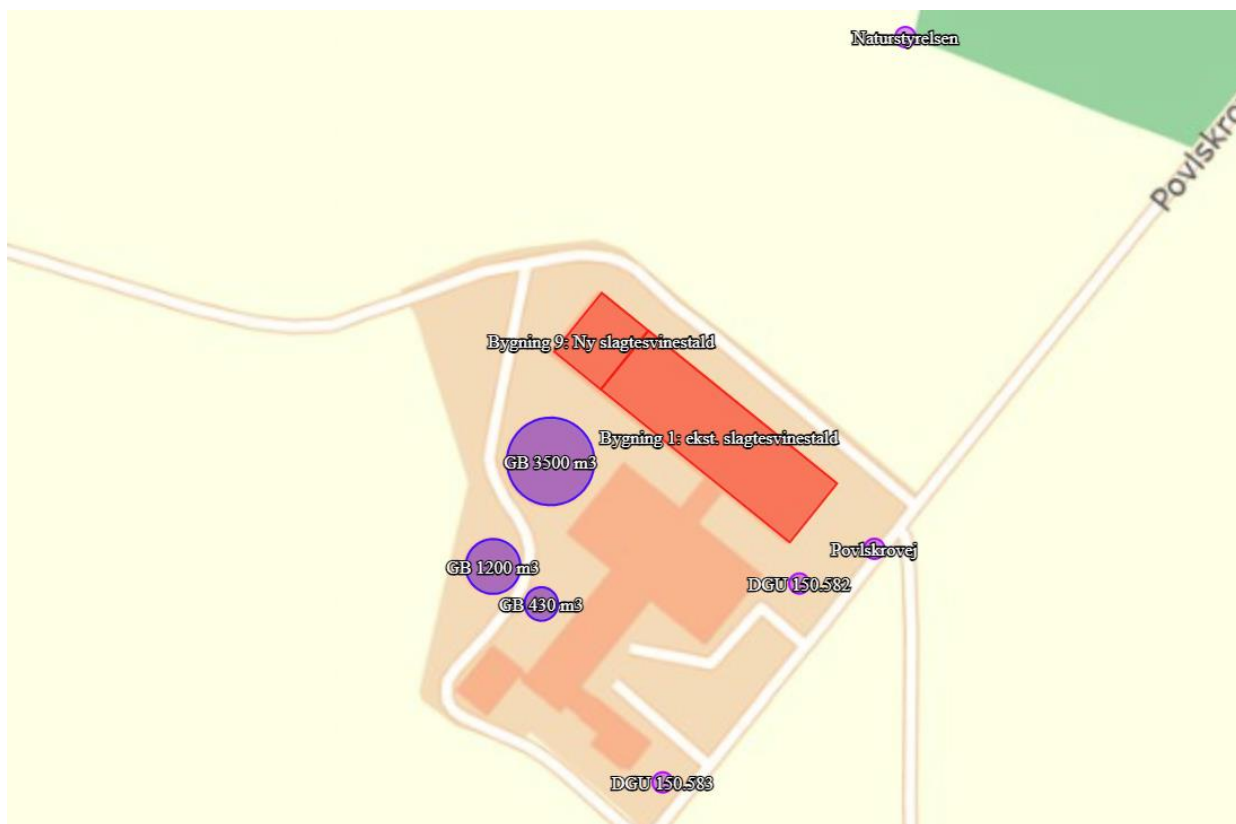 Naturstyrelsen
Povlskro
Bygning 9: Ny slagtesvinestald
Bygning 1: ekst. slagtesvinestald
GB 3500 m3
Povlskrovej
GB 1200 m3
DGU 150.582
GB 430 m3
DGU 150.583